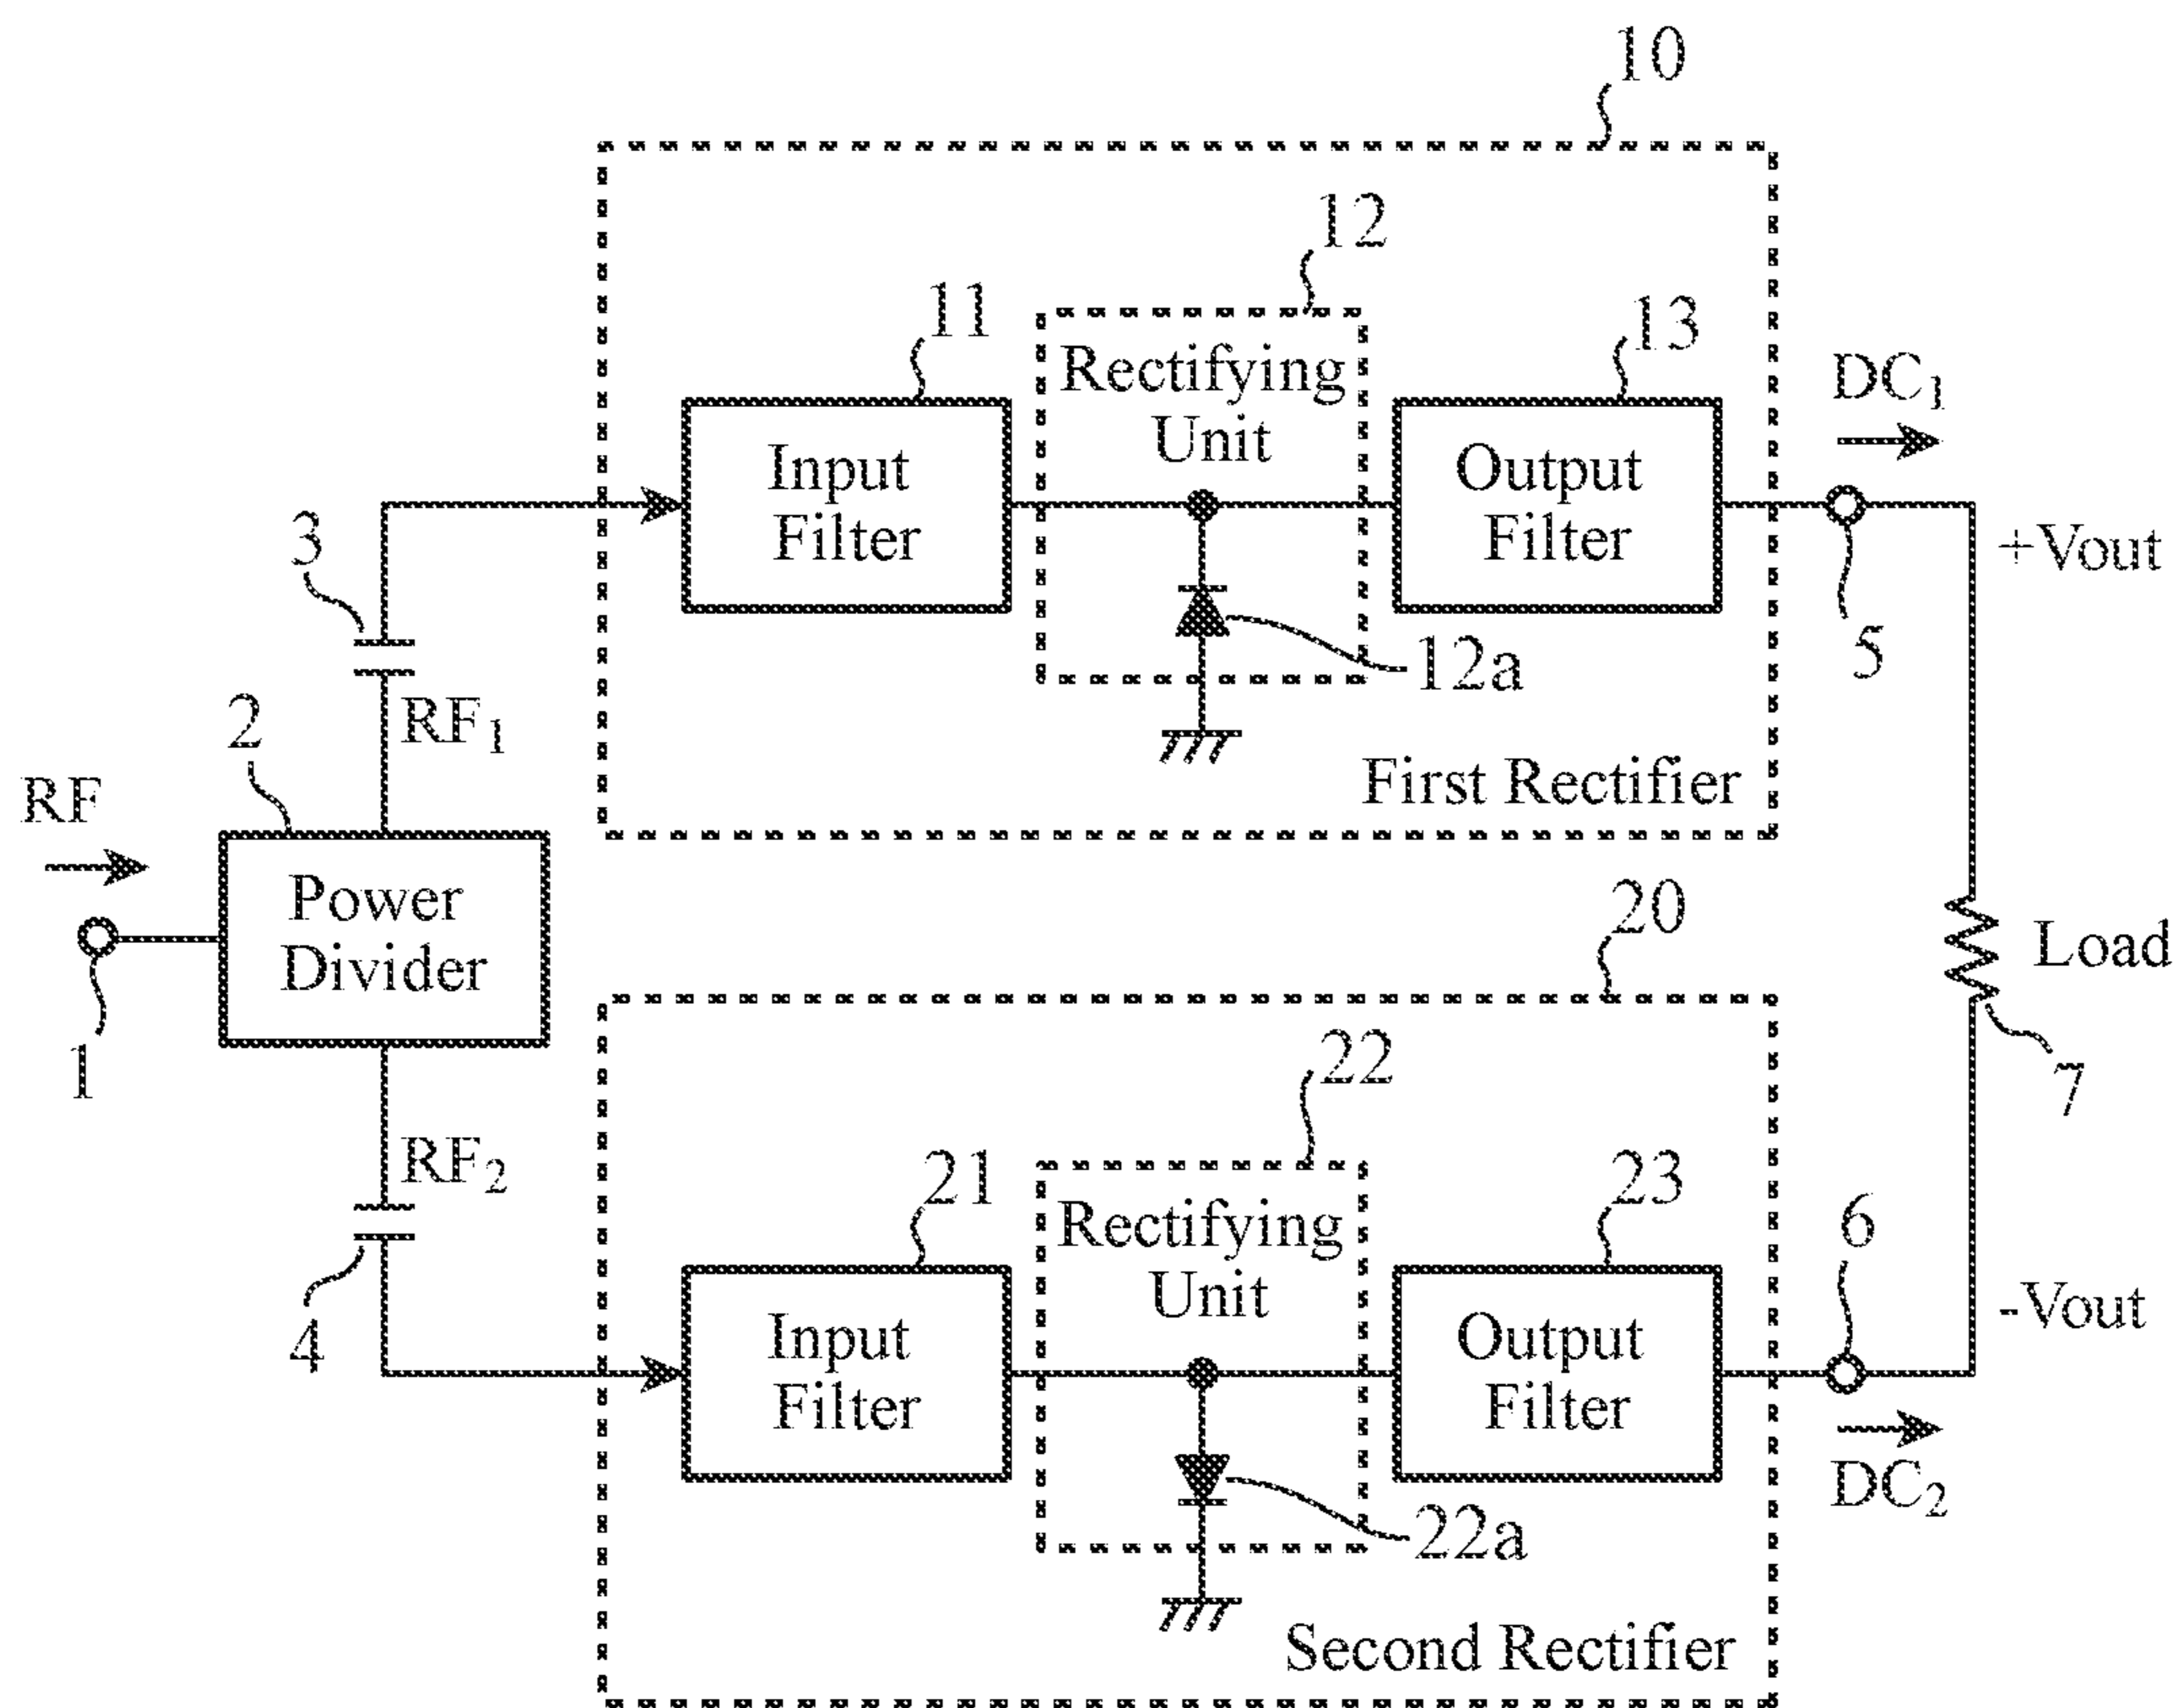 10
12
11
Rectifying
Unit
13
DC₁
Input
Filter
Output
Filter
+Vout
3
5
12a
2
RF₁
RF
First Rectifier
Power
Divider
20
Load
1
22
7
RF₂
21
Rectifying
Unit
23
6
4
Input
Filter
Output
Filter
-Vout
DC₂
22a
Second Rectifier